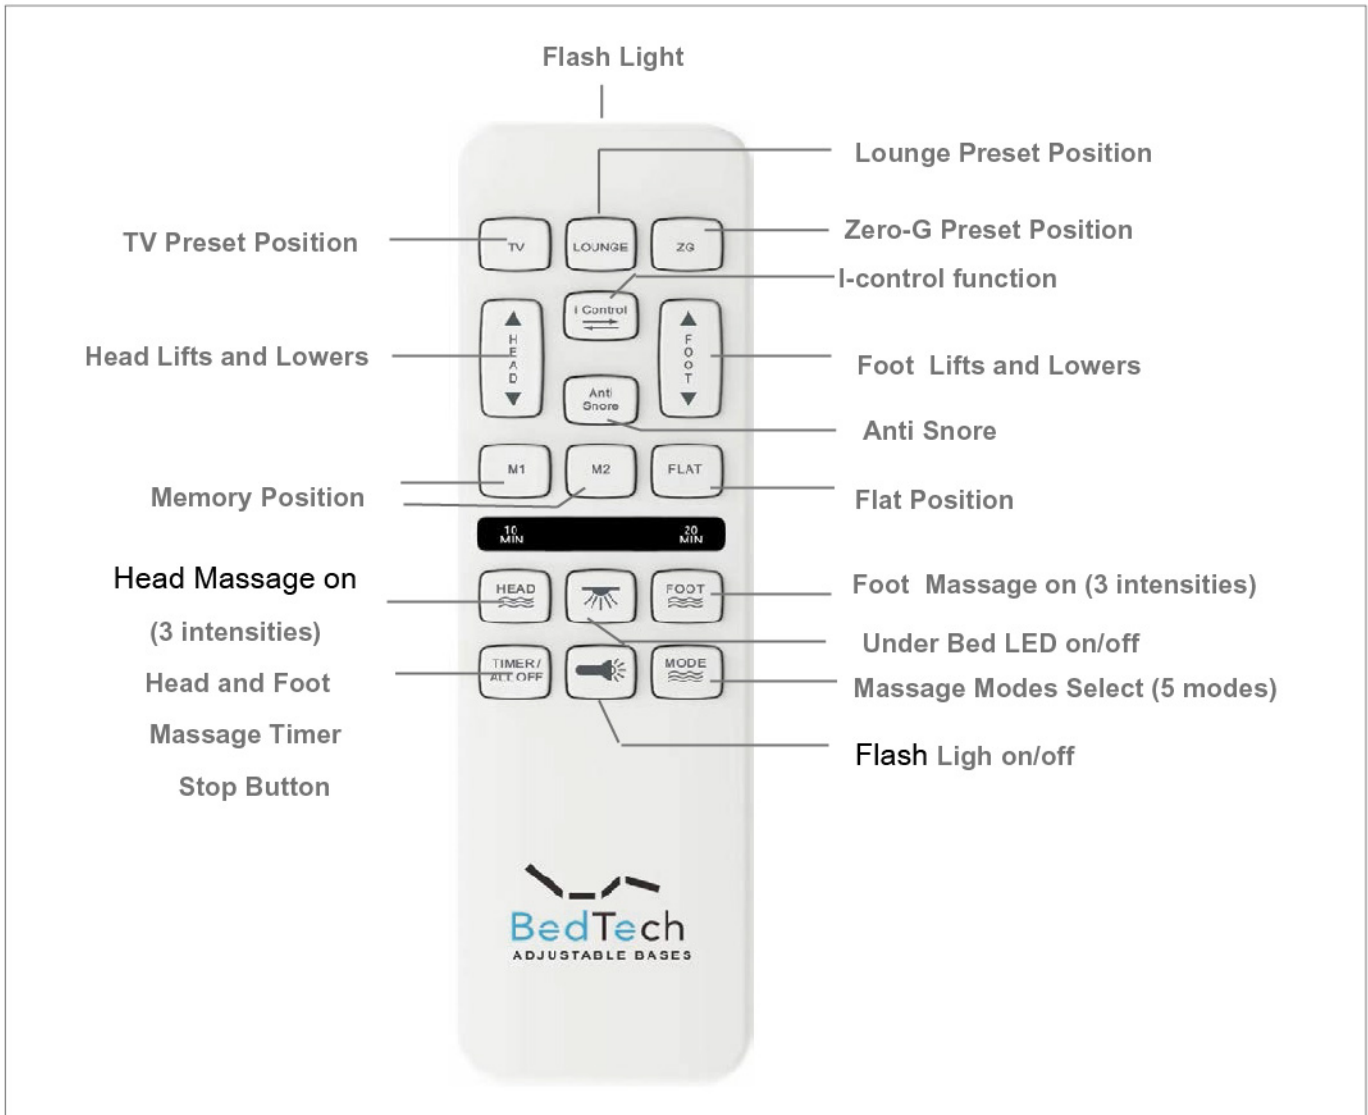 Flash Light
Lounge Preset Position
TV Preset Position
Zero-G Preset Position
I-control function
Head Lifts and Lowers
Foot Lifts and Lowers
Anti Snore
Memory Position
Flat Position
Head Massage on
(3 intensities)
Foot Massage on (3 intensities)
Under Bed LED on/off
Head and Foot
Massage Timer
Stop Button
Massage Modes Select (5 modes)
Flash Ligh on/off
TV
LOUNGE
ZG
HEAD
i Control
FOOT
Anti
Snore
M1
M2
FLAT
10
MIN
20
MIN
HEAD
FOOT
TIMER/
ALL OFF
MODE
BedTech
ADJUSTABLE BASES